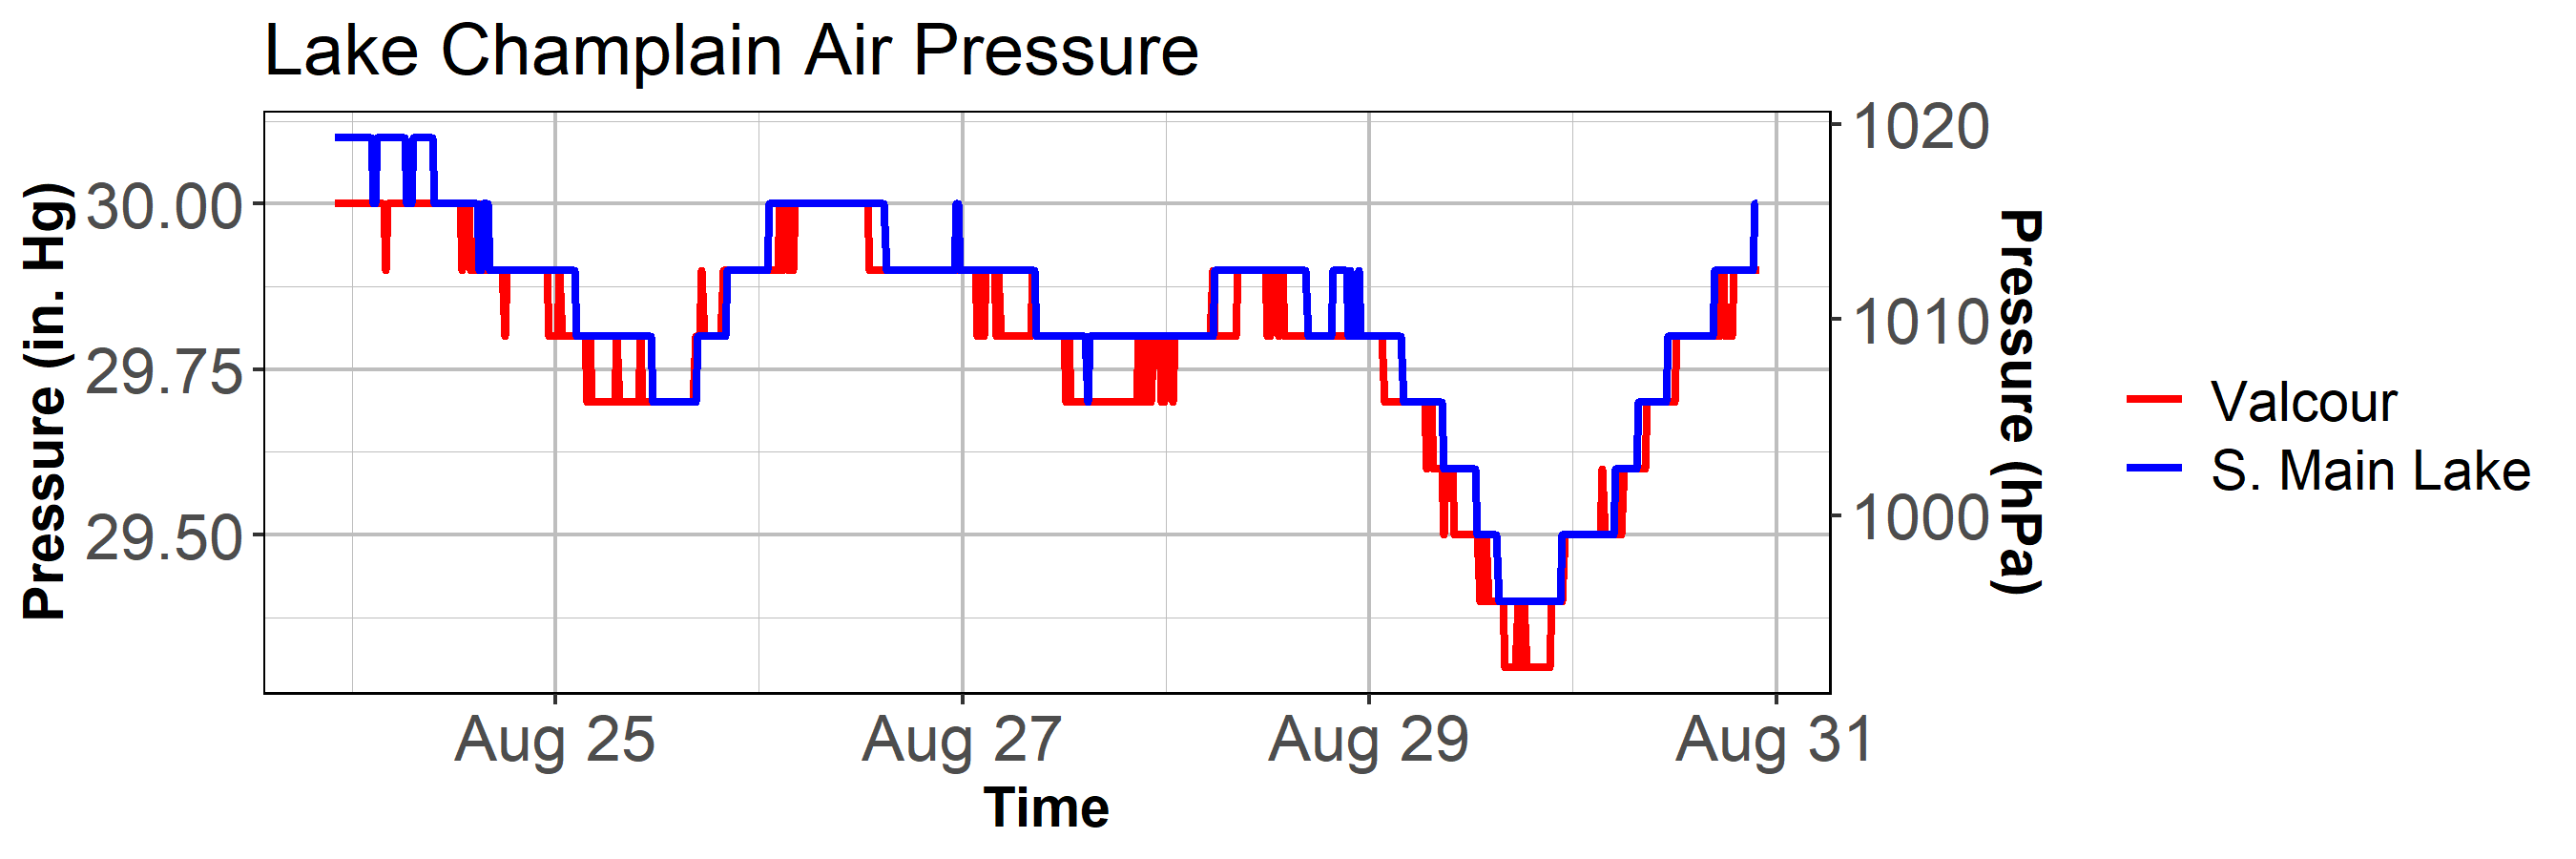 Lake Champlain Air Pressure
Pressure (in. Hg)
30.00
29.75
29.50
1020
1010
1000
Pressure (hPa)
Aug 25
Aug 27
Aug 29
Aug 31
Time
Valcour
S. Main Lake